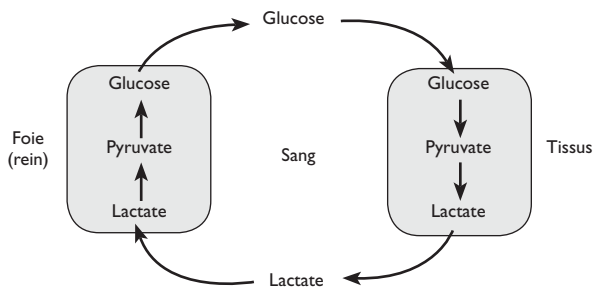 Glucose
Glucose
Glucose
Foie
(rein)
Pyruvate
Sang
Pyruvate
Tissus
Lactate
Lactate
Lactate